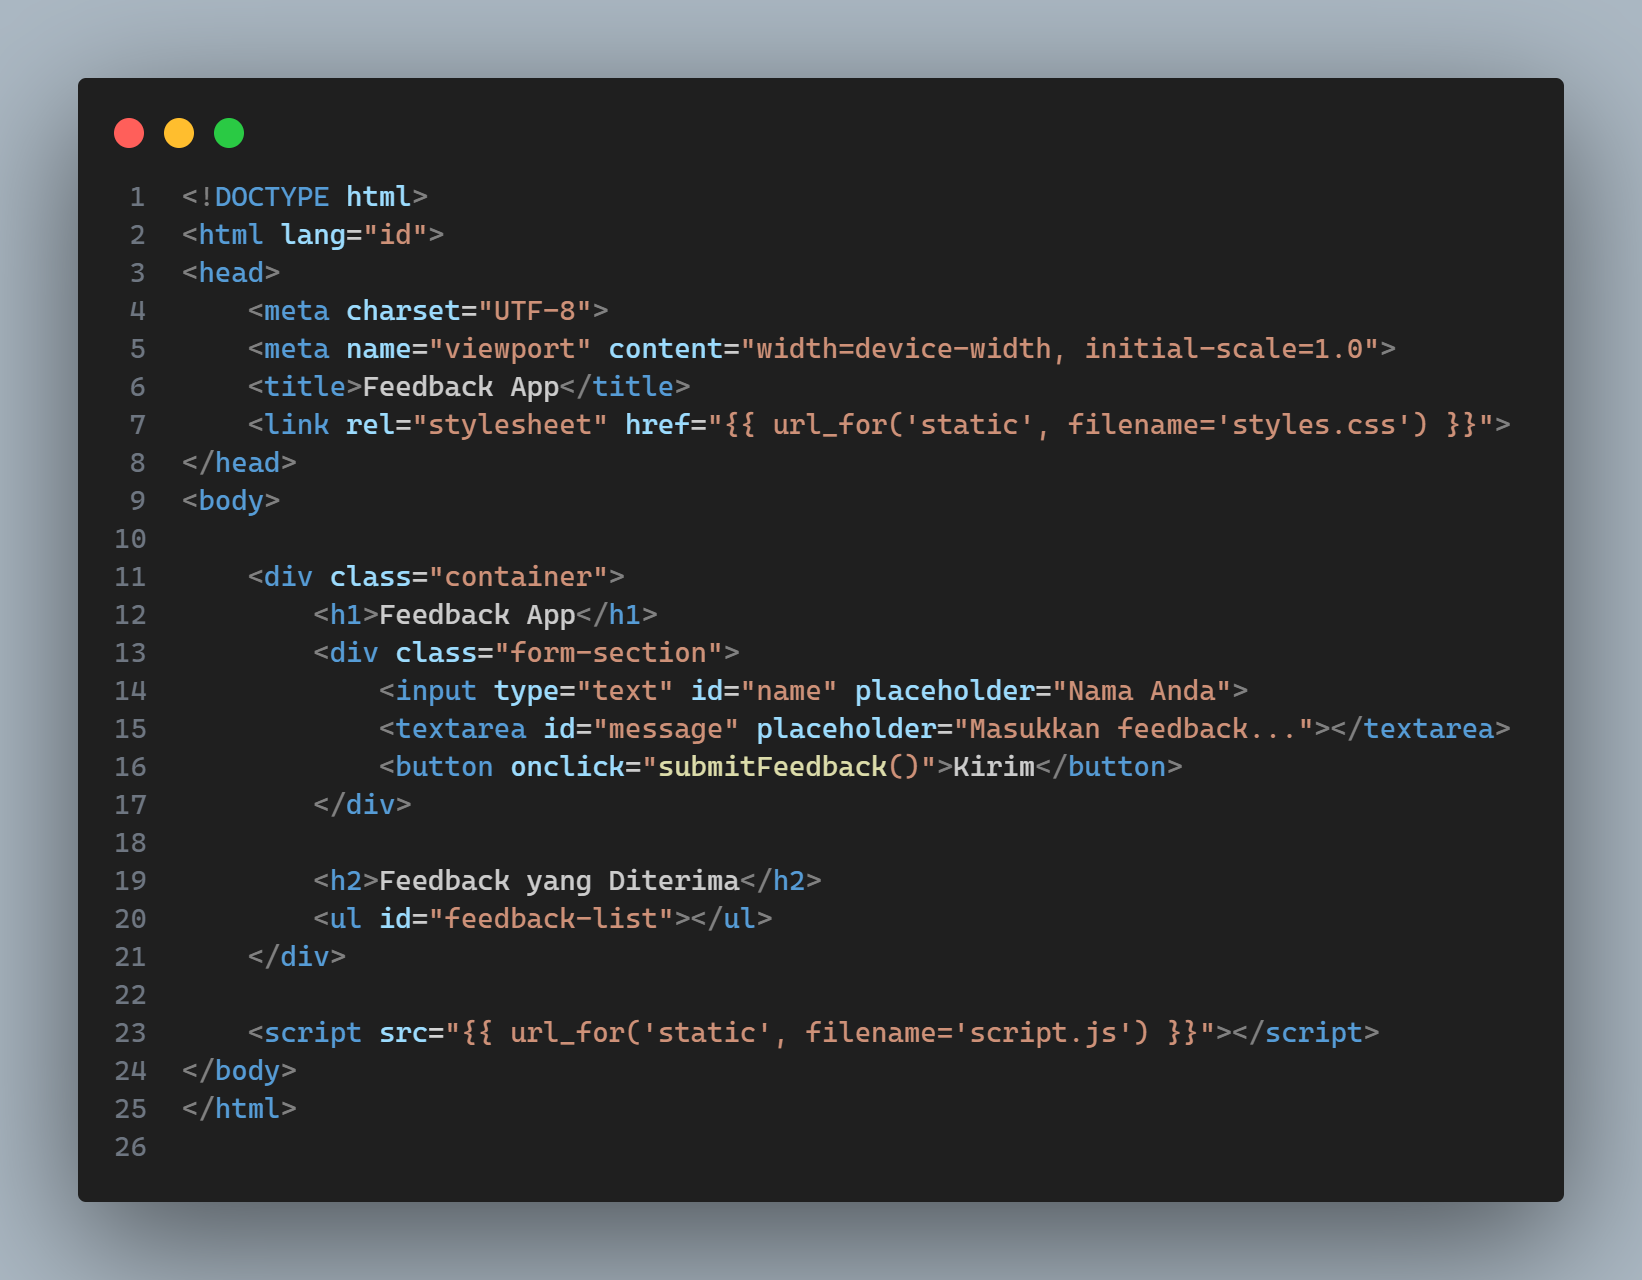 1 <!DOCTYPE html>
2 <html lang="id">
3 <head>
4     <meta charset="UTF-8">
5     <meta name="viewport" content="width=device-width, initial-scale=1.0">
6     <title>Feedback App</title>
7     <link rel="stylesheet" href="{{ url_for('static', filename='styles.css') }}">
8 </head>
9 <body>
10
11     <div class="container">
12         <h1>Feedback App</h1>
13         <div class="form-section">
14             <input type="text" id="name" placeholder="Nama Anda">
15             <textarea id="message" placeholder="Masukkan feedback..."></textarea>
16             <button onclick="submitFeedback()">Kirim</button>
17         </div>
18
19         <h2>Feedback yang Diterima</h2>
20         <ul id="feedback-list"></ul>
21     </div>
22
23     <script src="{{ url_for('static', filename='script.js') }}"></script>
24 </body>
25 </html>
26